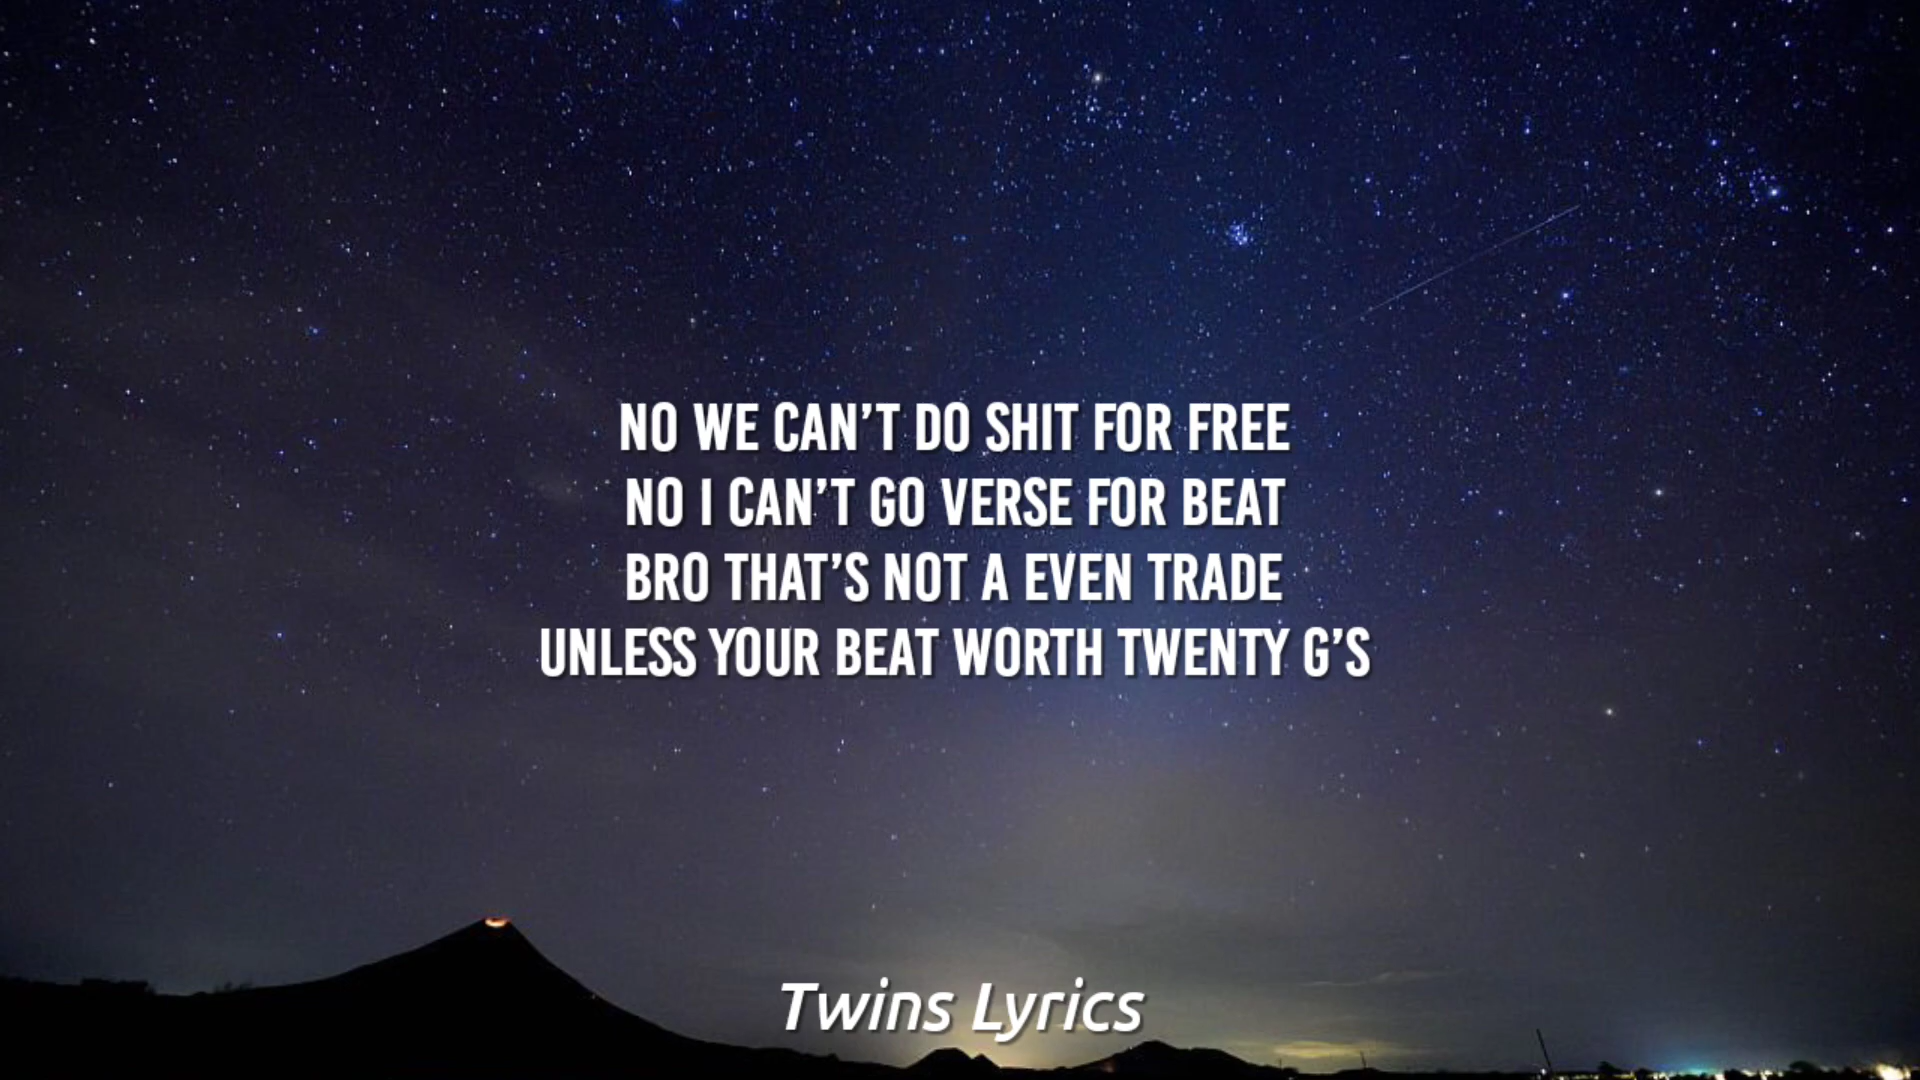 NO WE CAN'T DO SHIT FOR FREE
NO I CAN'T GO VERSE FOR BEAT
BRO THAT'S NOT A EVEN TRADE
UNLESS YOUR BEAT WORTH TWENTY G'S
Twins Lyrics